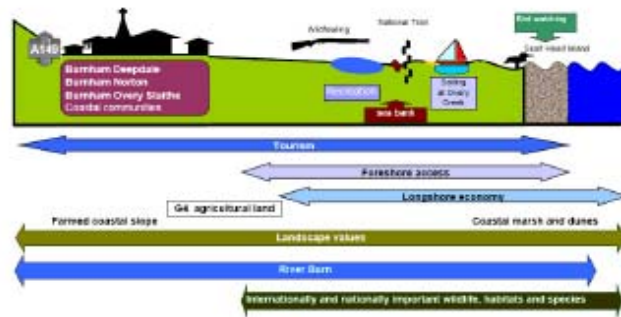 Wildfowling
National Trail
Bird watching
Scolt Head Island
A149
Burnham Deepdale
Burnham Norton
Burnham Overy Staithe
Coastal communities
Recreation
Sailing
at Overy
Creek
sea bank
Tourism
Foreshore access
Longshore economy
G4 agricultural land
Farmed coastal slope
Coastal marsh and dunes
Landscape values
River Burn
Internationally and nationally important wildlife, habitats and species